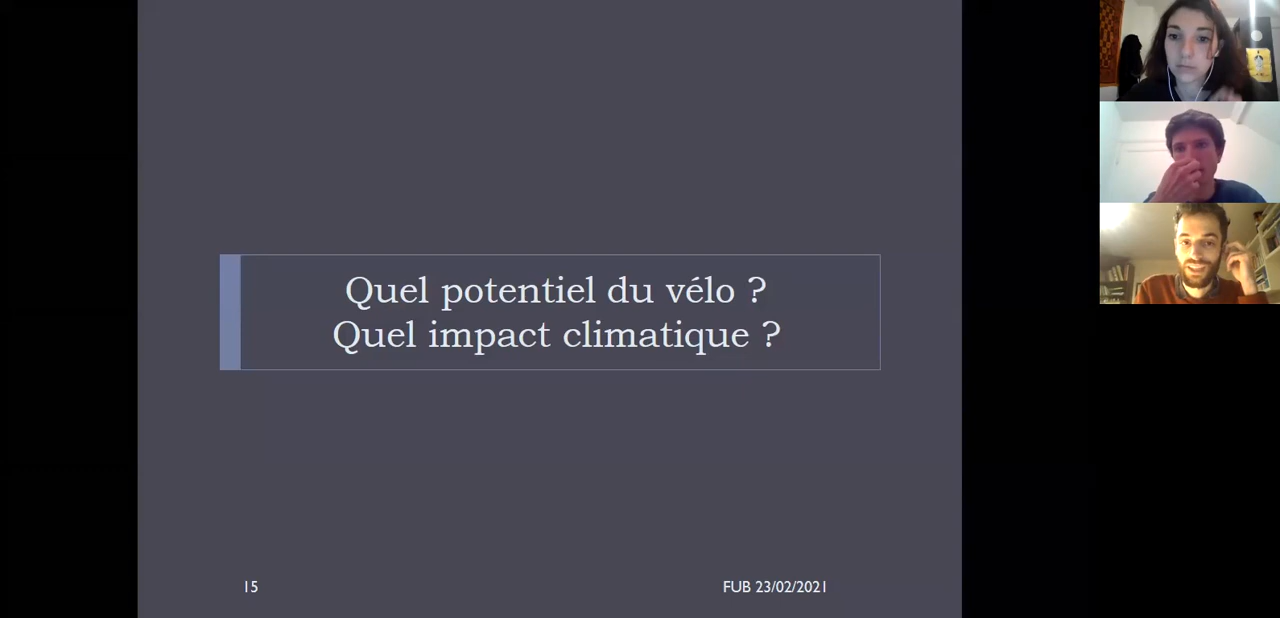 Quel potentiel du vélo ?
Quel impact climatique ?
15
FUB 23/02/2021